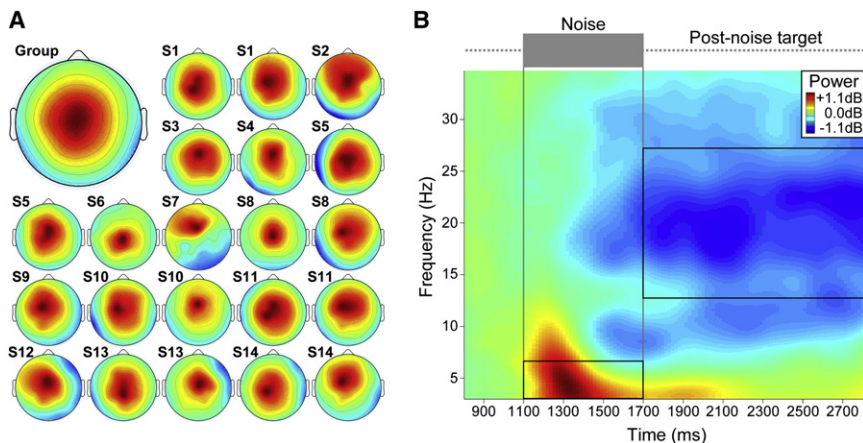 A
Group
S1 S1 S2
S3 S4 S5
S5 S6 S7 S8 S8
S9 S10 S10 S11 S11
S12 S13 S13 S14 S14
B
Noise
Post-noise target
Power
+1.1dB
0.0dB
-1.1dB
Frequency (Hz)
30
25
20
15
10
5
900 1100 1300 1500 1700 1900 2100 2300 2500 2700
Time (ms)